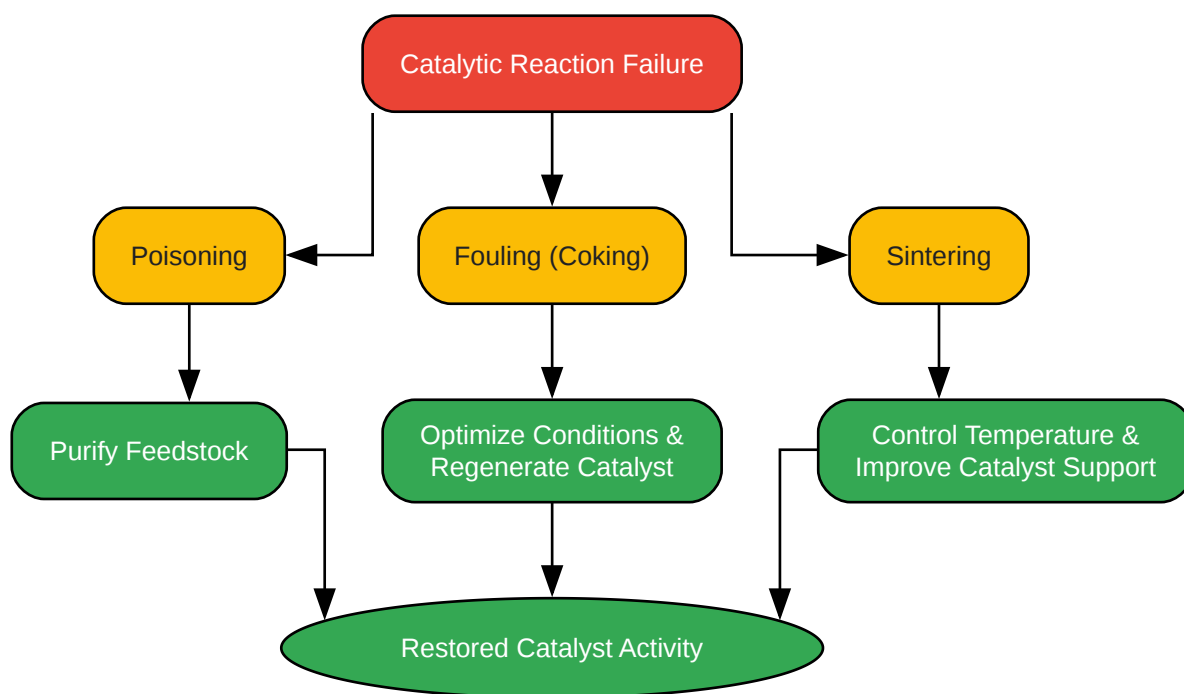 Catalytic Reaction Failure
Poisoning
Fouling (Coking)
Sintering
Purify Feedstock
Optimize Conditions &
Regenerate Catalyst
Control Temperature &
Improve Catalyst Support
Restored Catalyst Activity